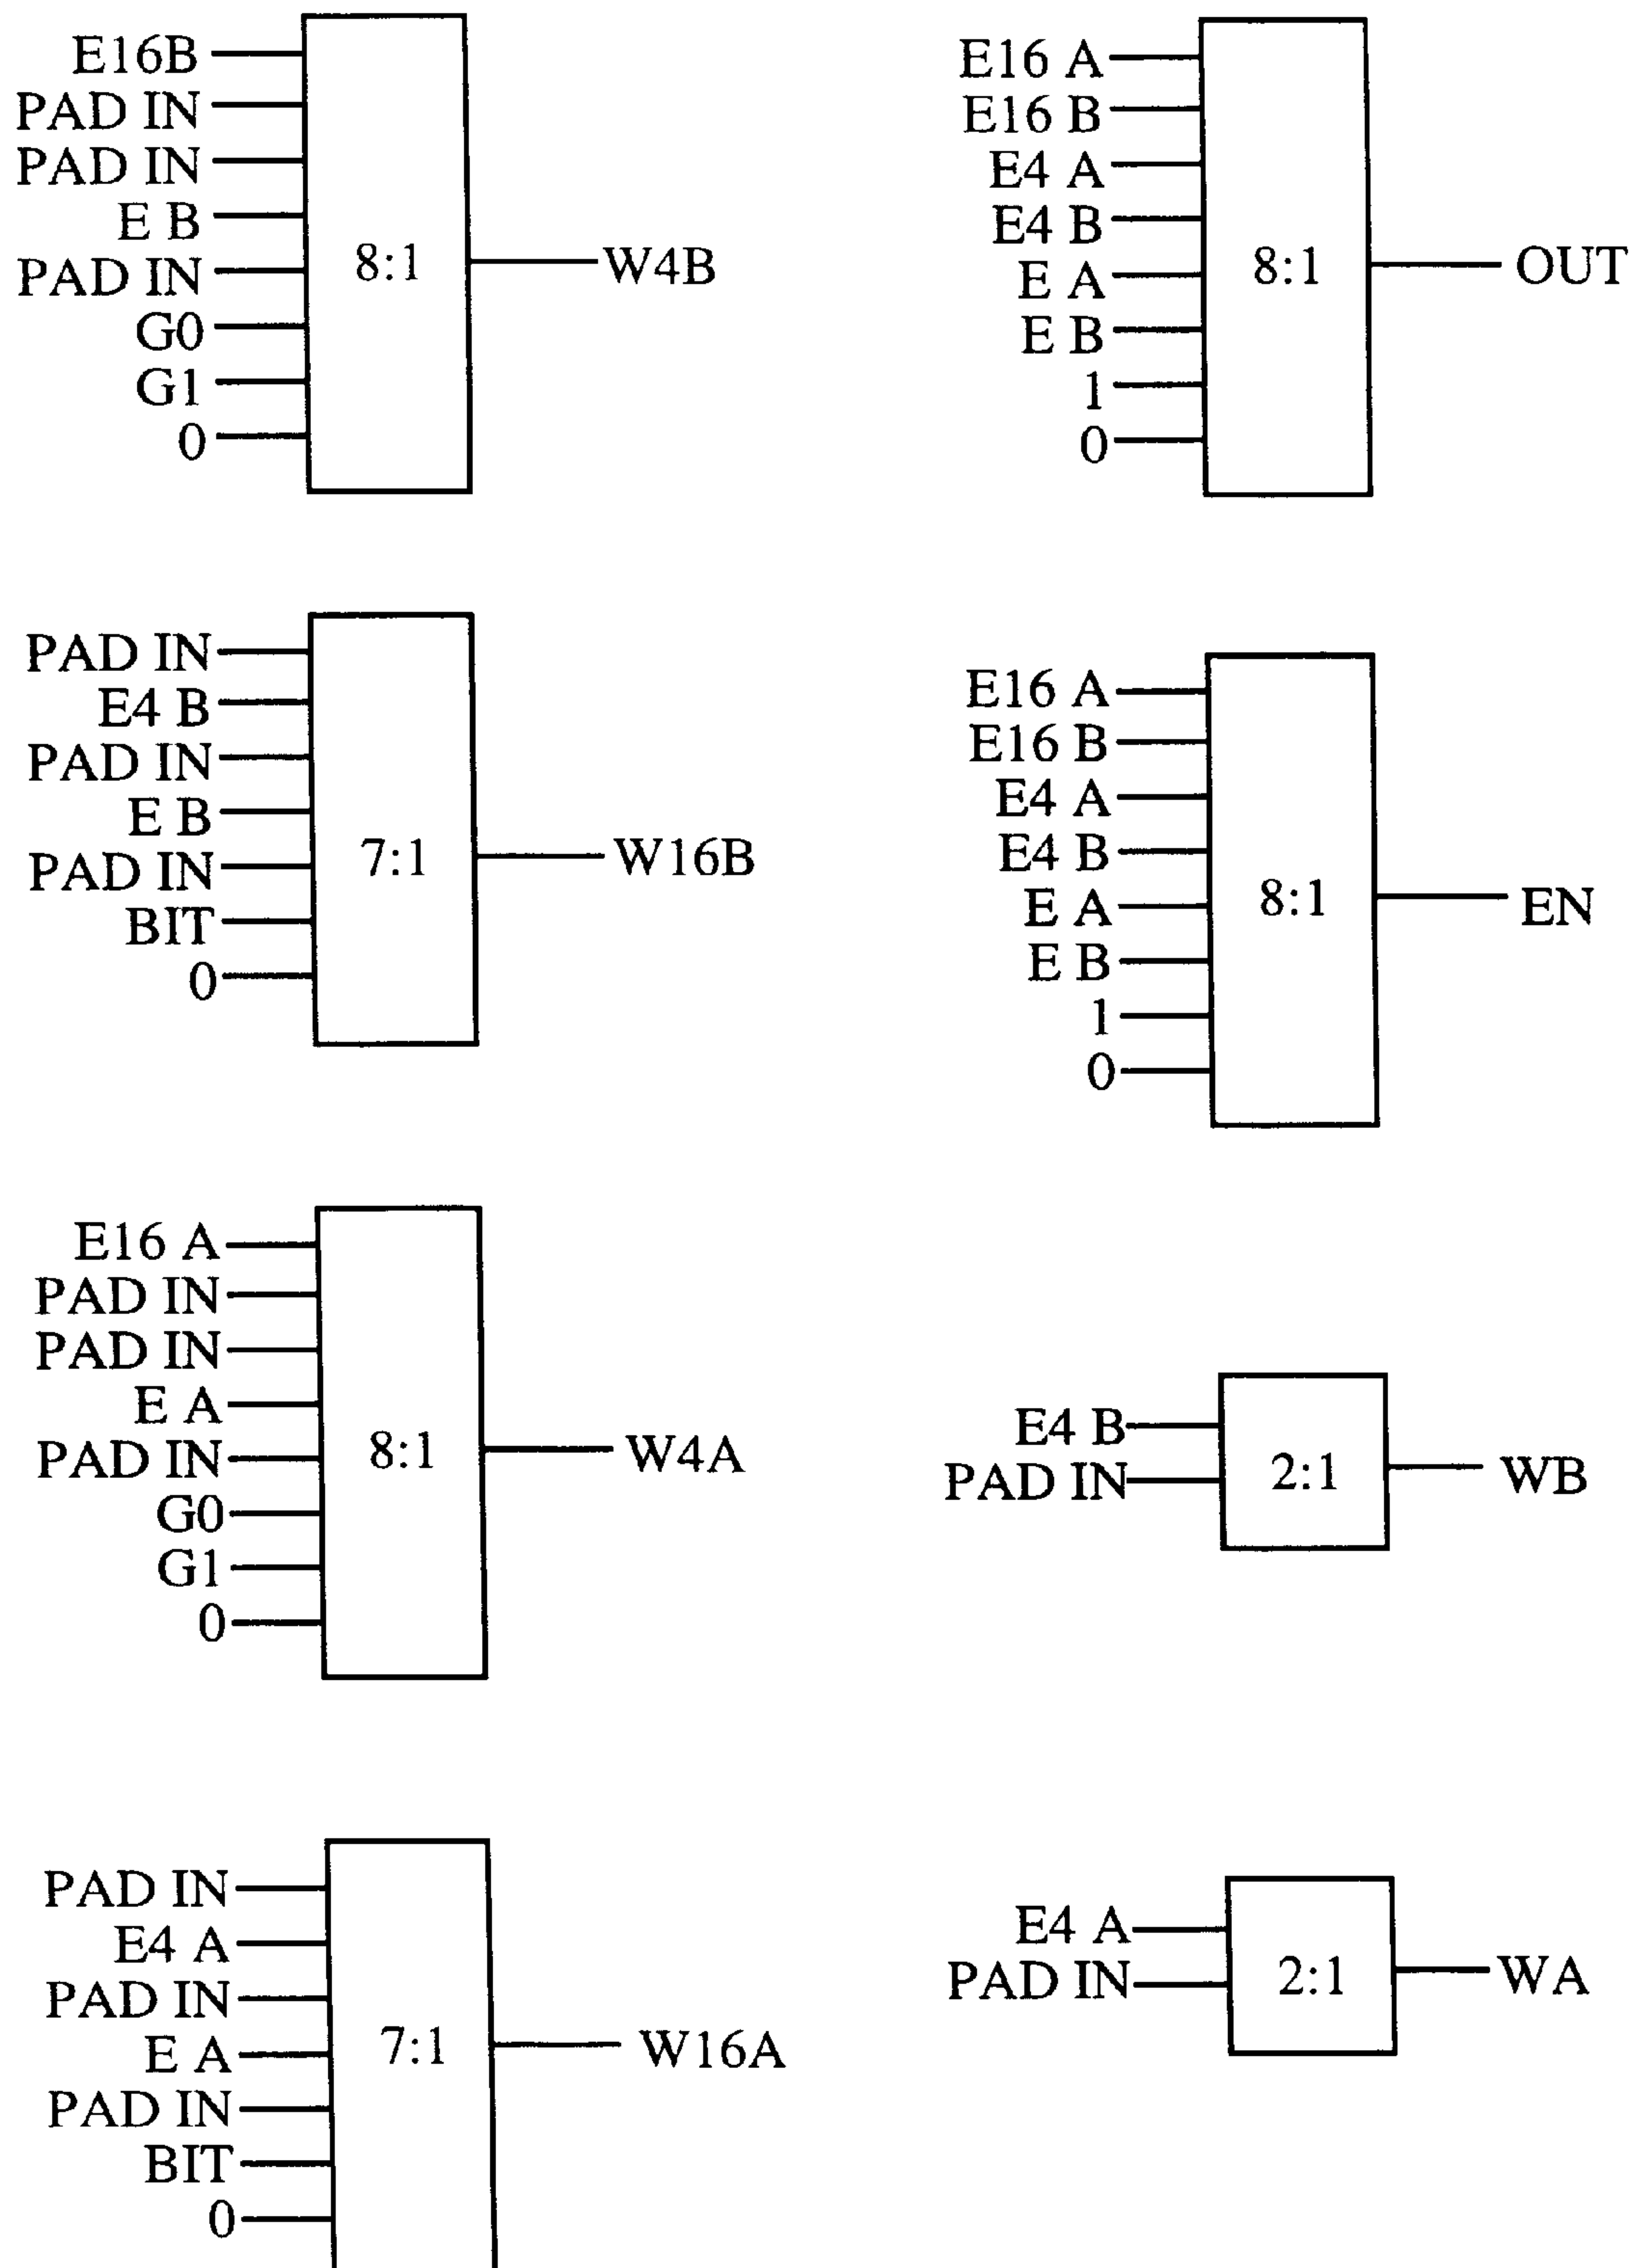 E16B
PAD IN
PAD IN
E B
PAD IN
G0
G1
0
8:1
W4B
E16 A
E16 B
E4 A
E4 B
E A
E B
1
0
8:1
OUT
PAD IN
E4 B
PAD IN
E B
PAD IN
BIT
0
7:1
W16B
E16 A
E16 B
E4 A
E4 B
E A
E B
1
0
8:1
EN
E16 A
PAD IN
PAD IN
E A
PAD IN
G0
G1
0
8:1
W4A
E4 B
PAD IN
2:1
WB
PAD IN
E4 A
PAD IN
E A
PAD IN
BIT
0
7:1
W16A
E4 A
PAD IN
2:1
WA